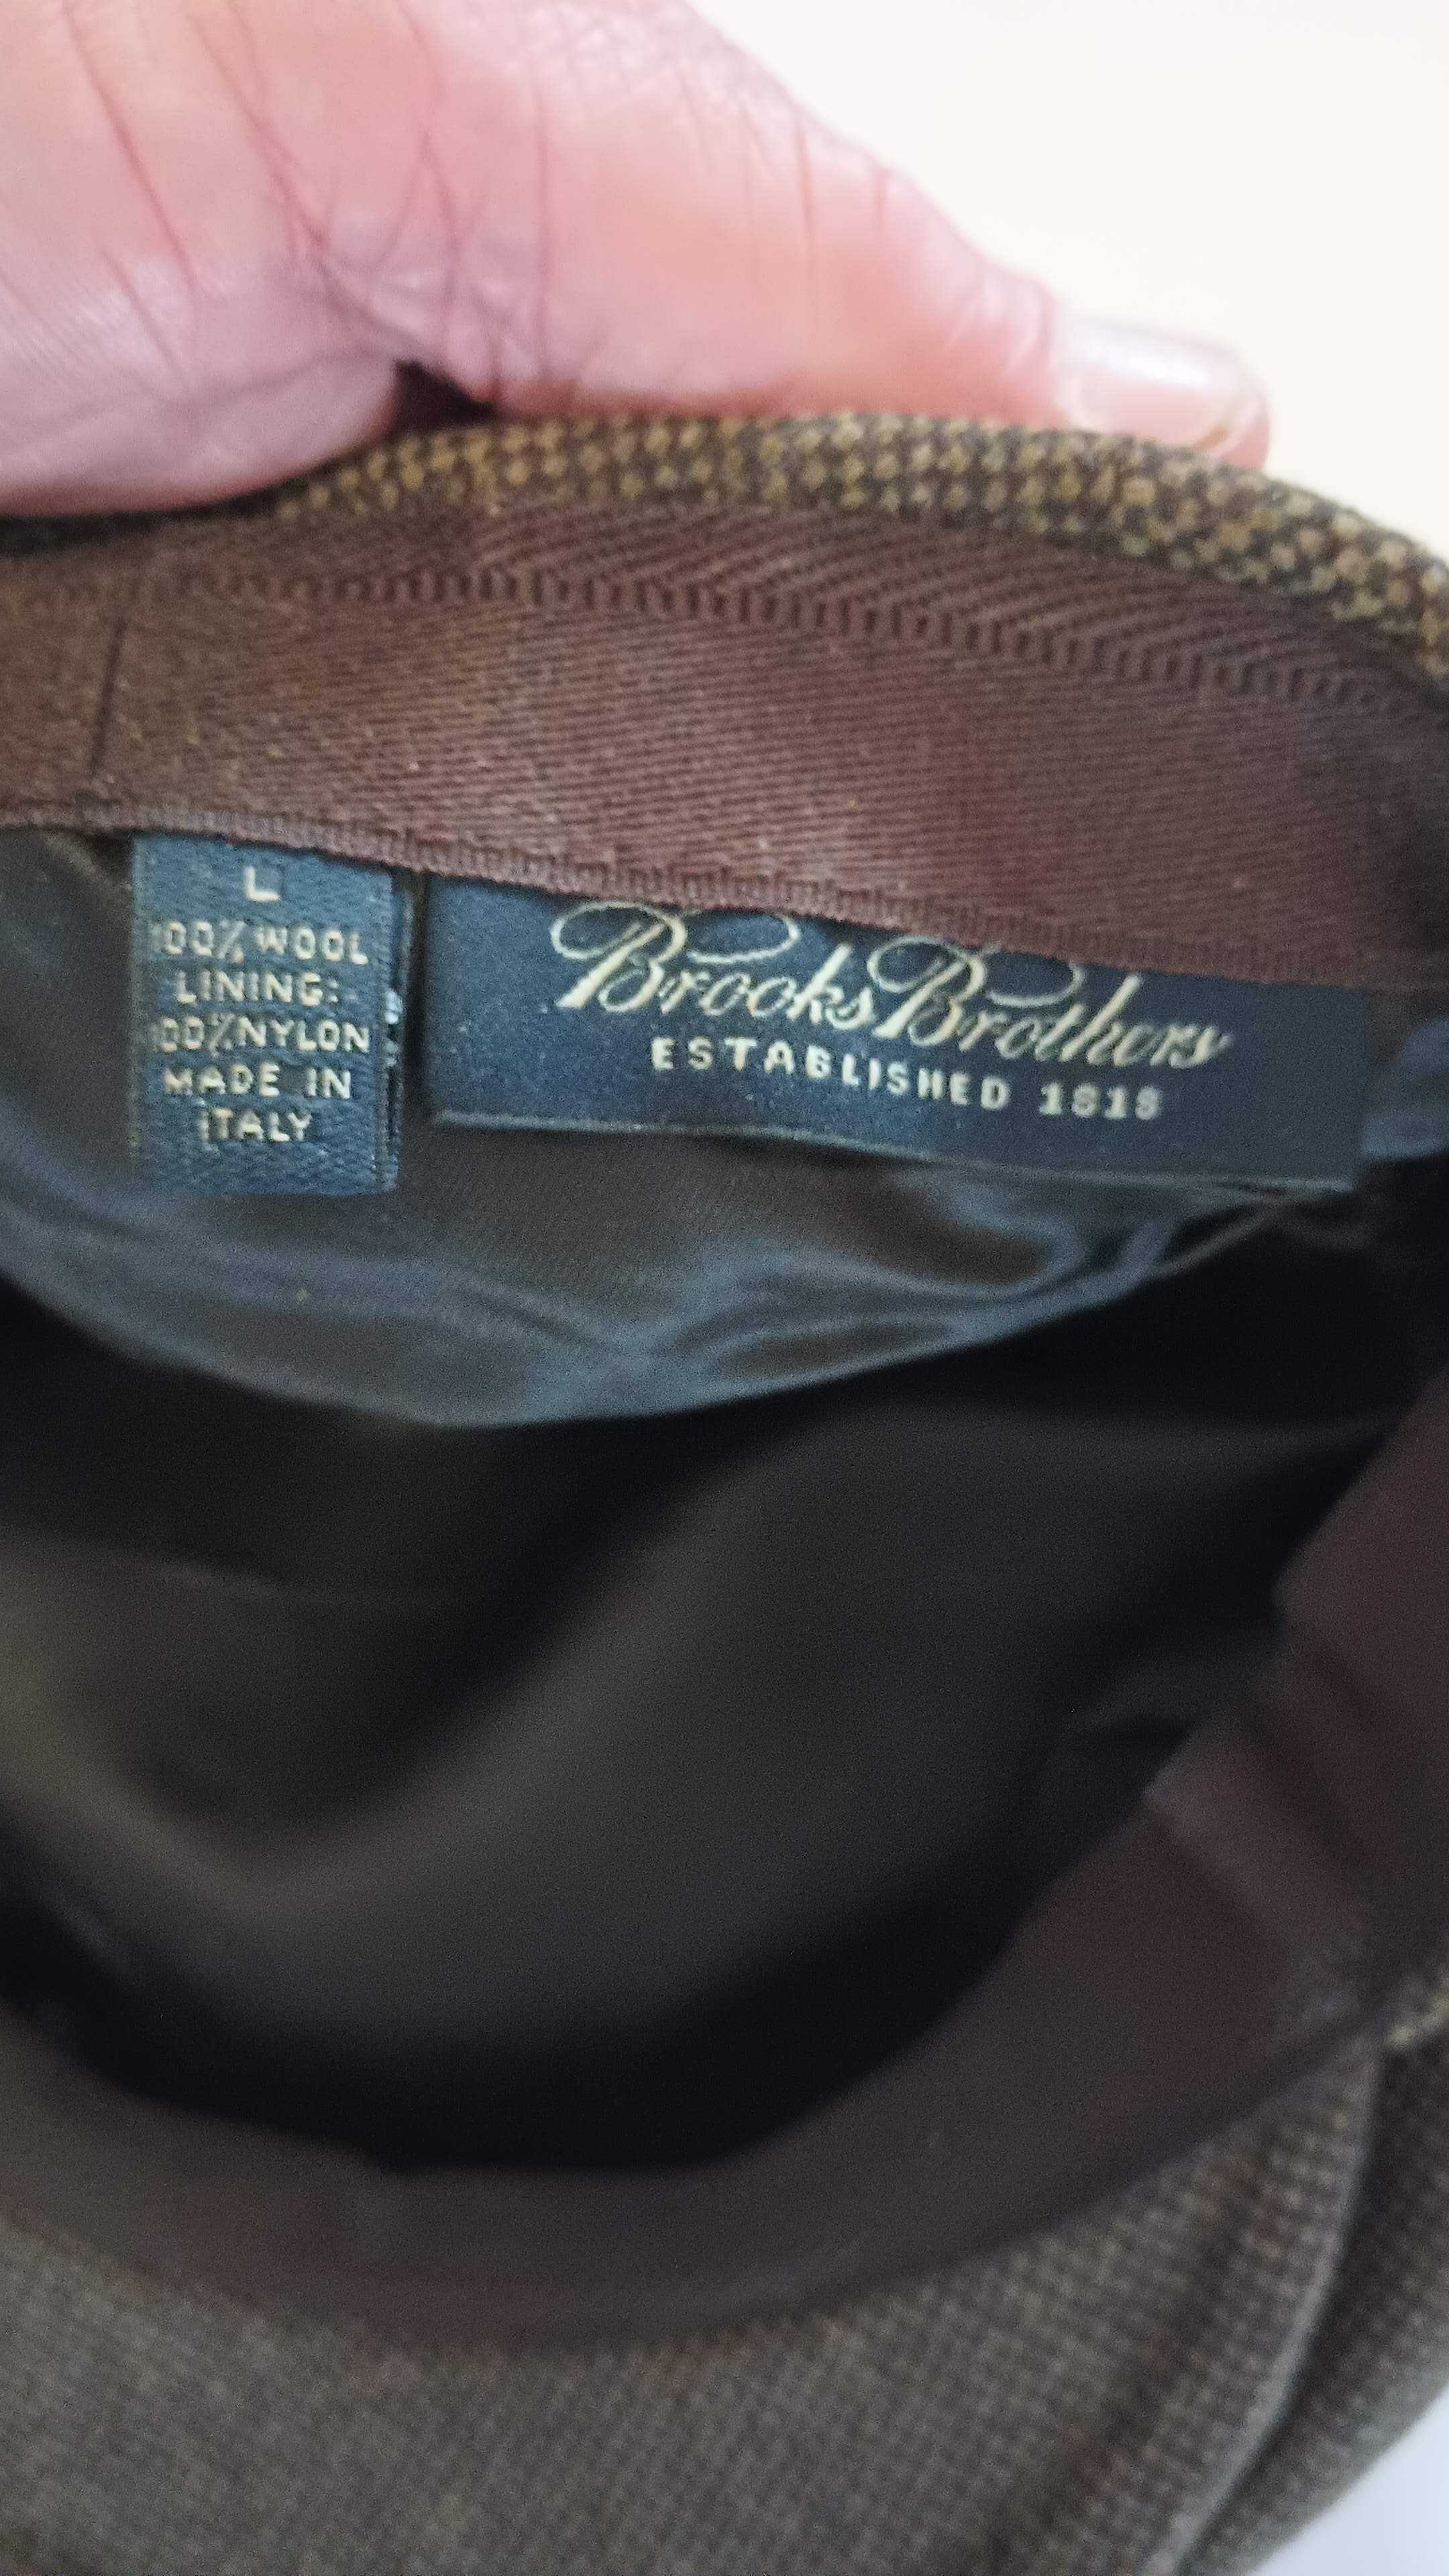 L
100% WOOL
LINING:
100% NYLON
MADE IN
ITALY
Brooks Brothers
ESTABLISHED 1818